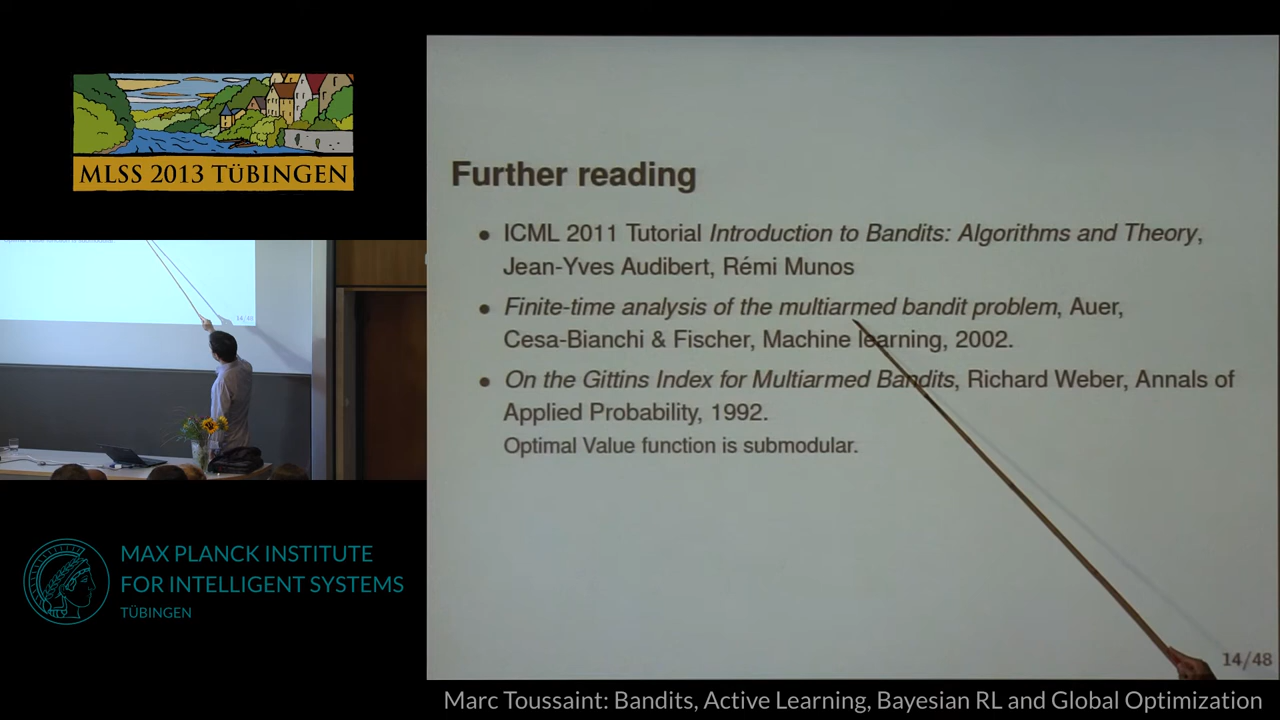 MLSS 2013 TÜBINGEN
14/48
MAX PLANCK INSTITUTE
FOR INTELLIGENT SYSTEMS
TÜBINGEN
Further reading
• ICML 2011 Tutorial Introduction to Bandits: Algorithms and Theory,
Jean-Yves Audibert, Rémi Munos
• Finite-time analysis of the multiarmed bandit problem, Auer,
Cesa-Bianchi & Fischer, Machine learning, 2002.
• On the Gittins Index for Multiarmed Bandits, Richard Weber, Annals of
Applied Probability, 1992.
Optimal Value function is submodular.
14/48
Marc Toussaint: Bandits, Active Learning, Bayesian RL and Global Optimization